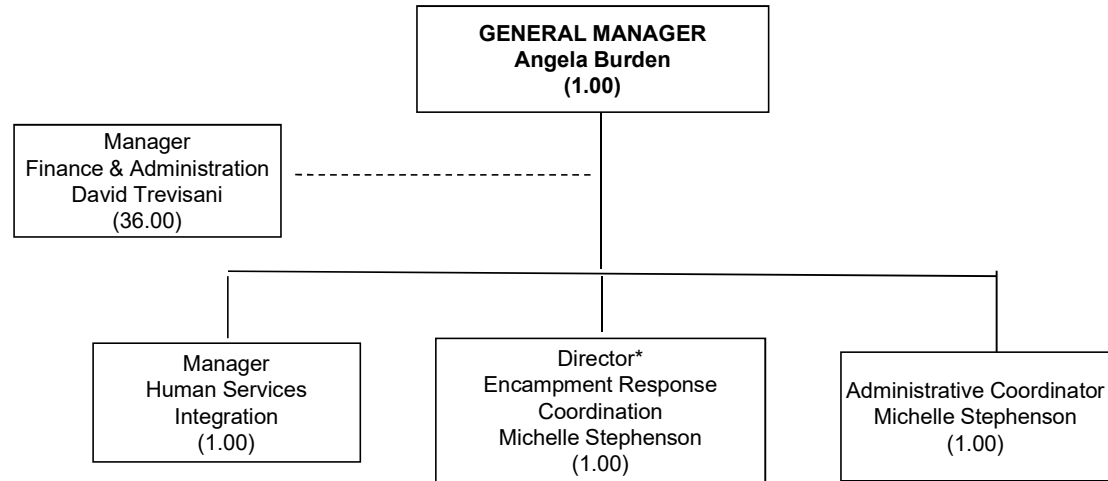 GENERAL MANAGER
Angela Burden
(1.00)
Manager
Finance & Administration
David Trevisani
(36.00)
Manager
Human Services
Integration
(1.00)
Director*
Encampment Response
Coordination
Michelle Stephenson
(1.00)
Administrative Coordinator
Michelle Stephenson
(1.00)